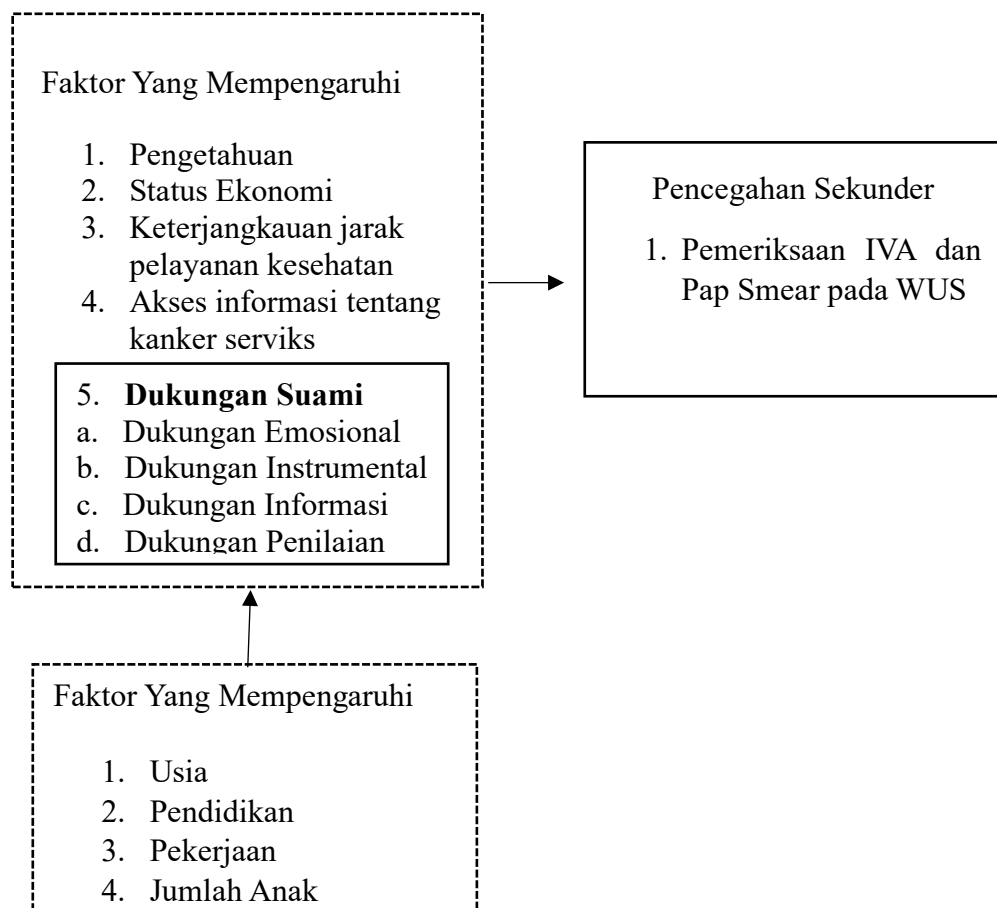 Faktor Yang Mempengaruhi
1. Pengetahuan
2. Status Ekonomi
3. Keterjangkauan jarak
pelayanan kesehatan
4. Akses informasi tentang
kanker serviks
5. Dukungan Suami
a. Dukungan Emosional
b. Dukungan Instrumental
c. Dukungan Informasi
d. Dukungan Penilaian
Pencegahan Sekunder
1. Pemeriksaan IVA dan
Pap Smear pada WUS
Faktor Yang Mempengaruhi
1. Usia
2. Pendidikan
3. Pekerjaan
4. Jumlah Anak